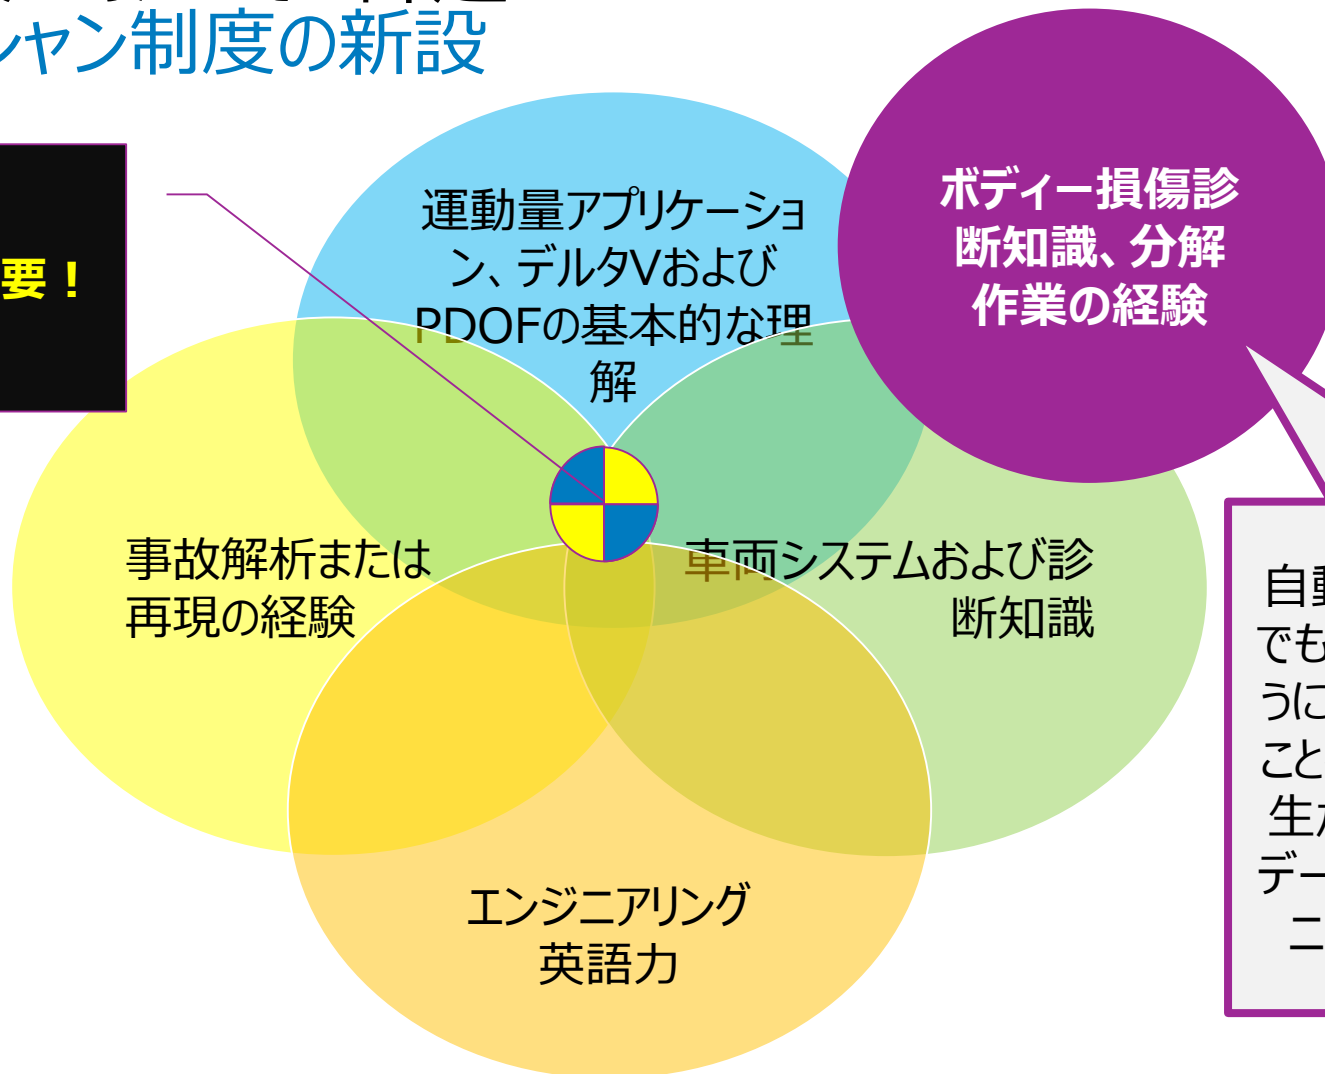 シャン制度の新設
要！
運動量アプリケーショ
ン、デルタVおよび
PDOFの基本的な理
解
ボディー損傷診
断知識、分解
作業の経験
事故解析または
再現の経験
車両システムおよび診
断知識
エンジニアリング
英語力
自動
でも
うに
こと
生か
デー
ニ